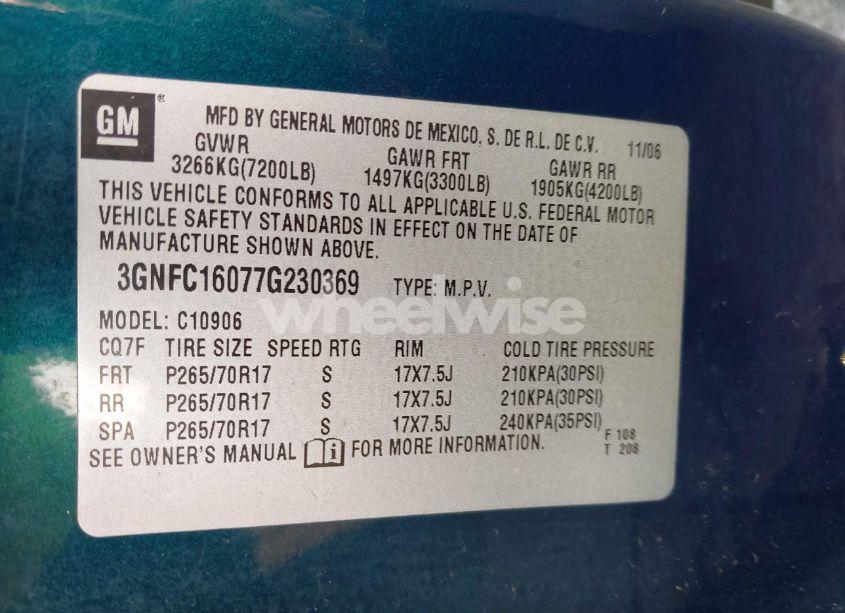 GM ®
MFD BY GENERAL MOTORS DE MEXICO, S. DE R.L. DE C.V. 11/06
GVWR GAWR FRT GAWR RR
3266KG(7200LB) 1497KG(3300LB) 1905KG(4200LB)
THIS VEHICLE CONFORMS TO ALL APPLICABLE U.S. FEDERAL MOTOR
VEHICLE SAFETY STANDARDS IN EFFECT ON THE DATE OF
MANUFACTURE SHOWN ABOVE.
3GNFC16077G230369 TYPE: M.P.V.
wheelwise
MODEL: C10906
CQ7F TIRE SIZE SPEED RTG RIM COLD TIRE PRESSURE
FRT P265/70R17 S 17X7.5J 210KPA(30PSI)
RR P265/70R17 S 17X7.5J 210KPA(30PSI)
SPA P265/70R17 S 17X7.5J 240KPA(35PSI)
F 108
SEE OWNER'S MANUAL i FOR MORE INFORMATION. T 208